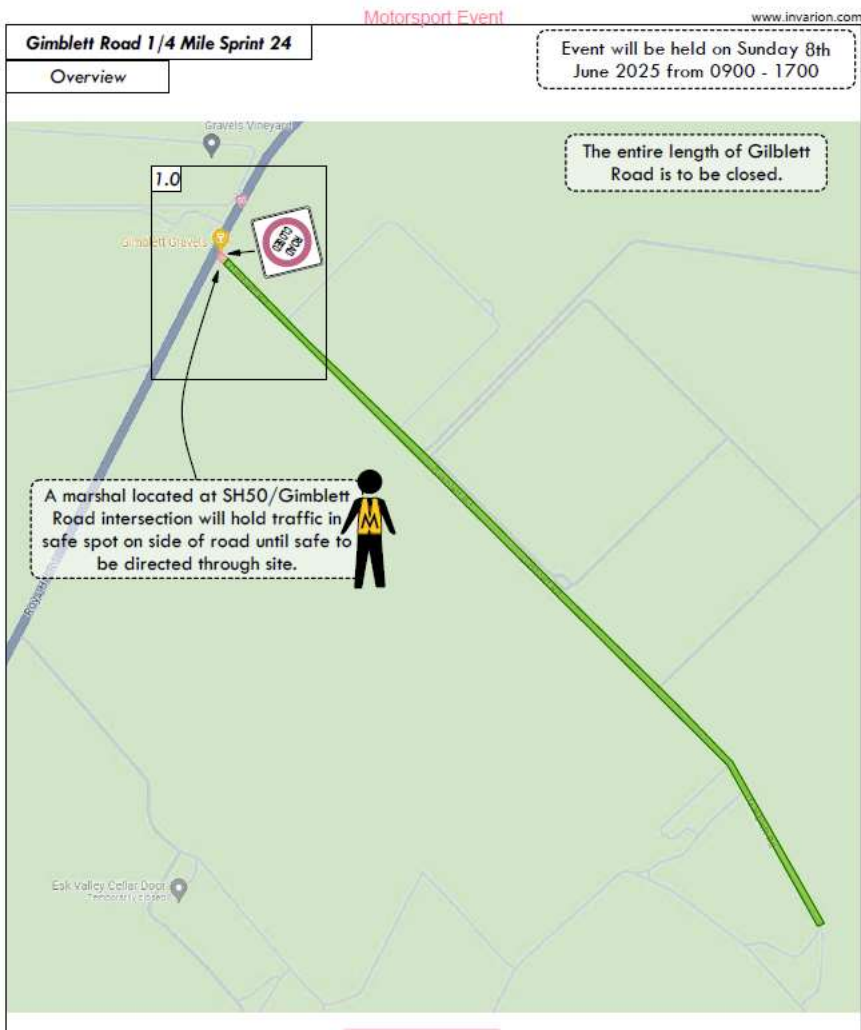 Motorsport Event
www.invarion.com
Gimblett Road 1/4 Mile Sprint 24
Overview
Event will be held on Sunday 8th
June 2025 from 0900 - 1700
Gravels Vineyard
The entire length of Gilblett
Road is to be closed.
1.0
ROAD
CLOSED
Gimblett Gravels
A marshal located at SH50/Gimblett
Road intersection will hold traffic in
safe spot on side of road until safe to
be directed through site.
M
Esk Valley Cellar Door
Temporarily closed